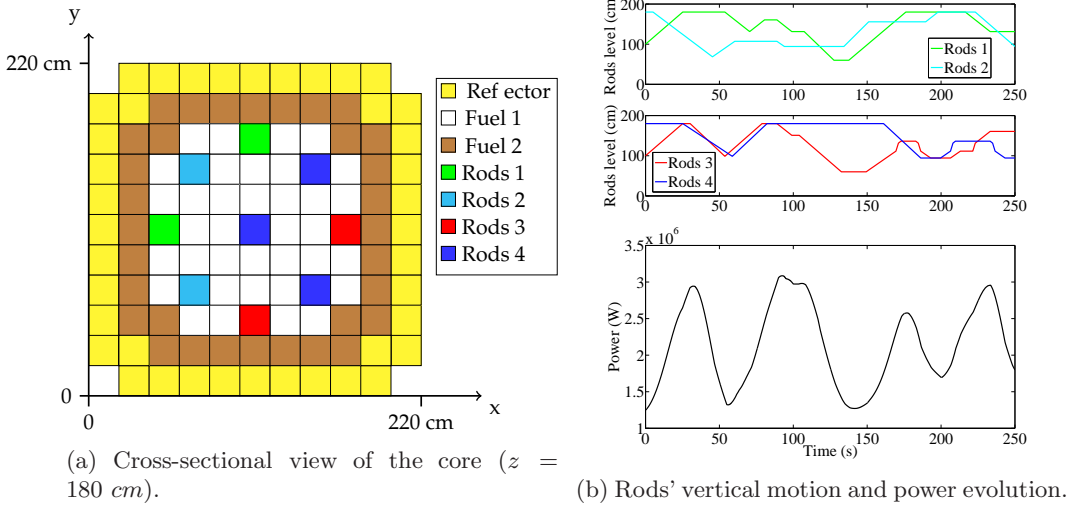 y
220 cm
0
0
220 cm
x
Ref ector
Fuel 1
Fuel 2
Rods 1
Rods 2
Rods 3
Rods 4
(a) Cross-sectional view of the core (z =
180 cm).
Rods level (cm)
200
100
0
0 50 100 150 200 250
Rods 1
Rods 2
Rods level (cm)
200
100
0
0 50 100 150 200 250
Rods 3
Rods 4
x 10^6
Power (W)
3.5
3
2.5
2
1.5
1
0 50 100 150 200 250
Time (s)
(b) Rods' vertical motion and power evolution.